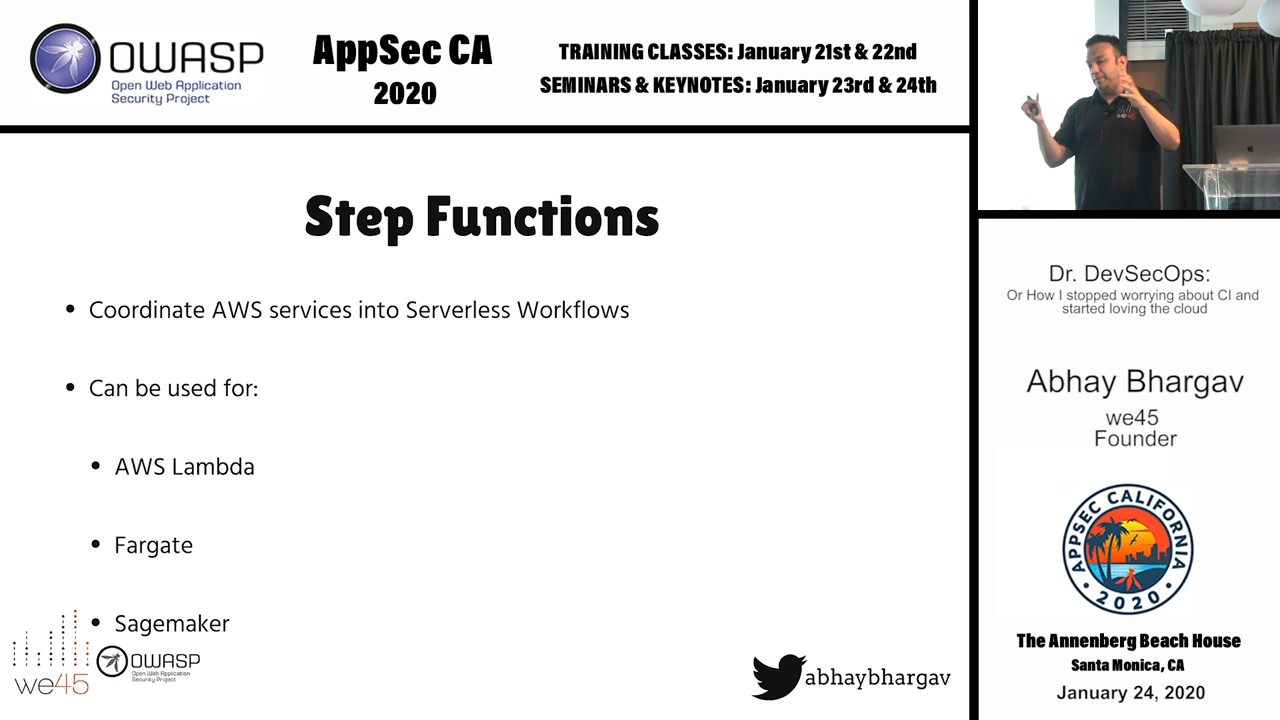 OWASP
Open Web Application
Security Project
AppSec CA
2020
TRAINING CLASSES: January 21st & 22nd
SEMINARS & KEYNOTES: January 23rd & 24th
we45
Step Functions
• Coordinate AWS services into Serverless Workflows
• Can be used for:
• AWS Lambda
• Fargate
• Sagemaker
we45
OWASP
Open Web Application
Security Project
abhaybhargav
Dr. DevSecOps:
Or How I stopped worrying about CI and
started loving the cloud
Abhay Bhargav
we45
Founder
APPSEC CALIFORNIA
• 2020 •
The Annenberg Beach House
Santa Monica, CA
January 24, 2020